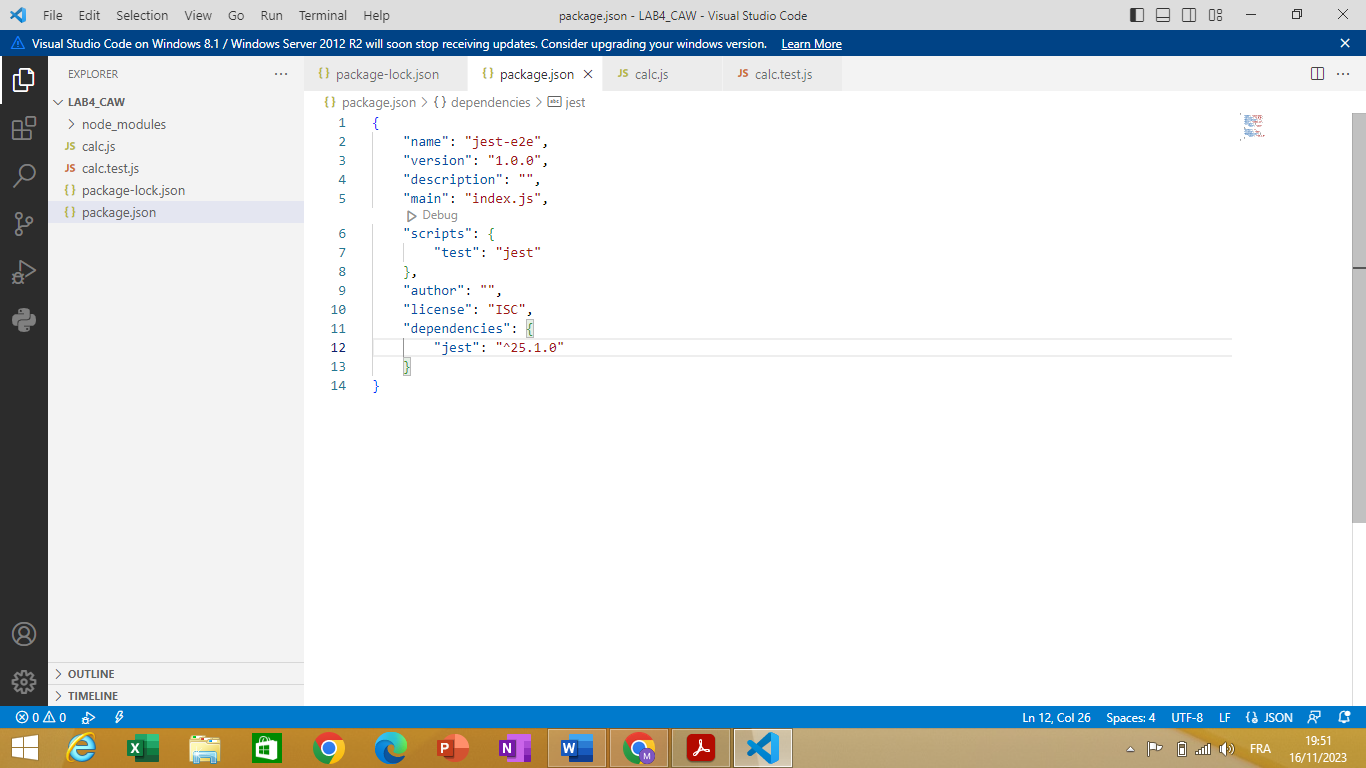 File Edit Selection View Go Run Terminal Help
package.json - LAB4_CAW - Visual Studio Code
Visual Studio Code on Windows 8.1 / Windows Server 2012 R2 will soon stop receiving updates. Consider upgrading your windows version. Learn More
EXPLORER
LAB4_CAW
node_modules
JS calc.js
JS calc.test.js
{} package-lock.json
{} package.json
OUTLINE
TIMELINE
{} package-lock.json {} package.json JS calc.js JS calc.test.js
{} package.json > {} dependencies > abc jest
1 {
2 "name": "jest-e2e",
3 "version": "1.0.0",
4 "description": "",
5 "main": "index.js",
Debug
6 "scripts": {
7 "test": "jest"
8 },
9 "author": "",
10 "license": "ISC",
11 "dependencies": {
12 "jest": "^25.1.0"
13 }
14 }
0 0
Ln 12, Col 26 Spaces: 4 UTF-8 LF {} JSON
FRA
19:51
16/11/2023